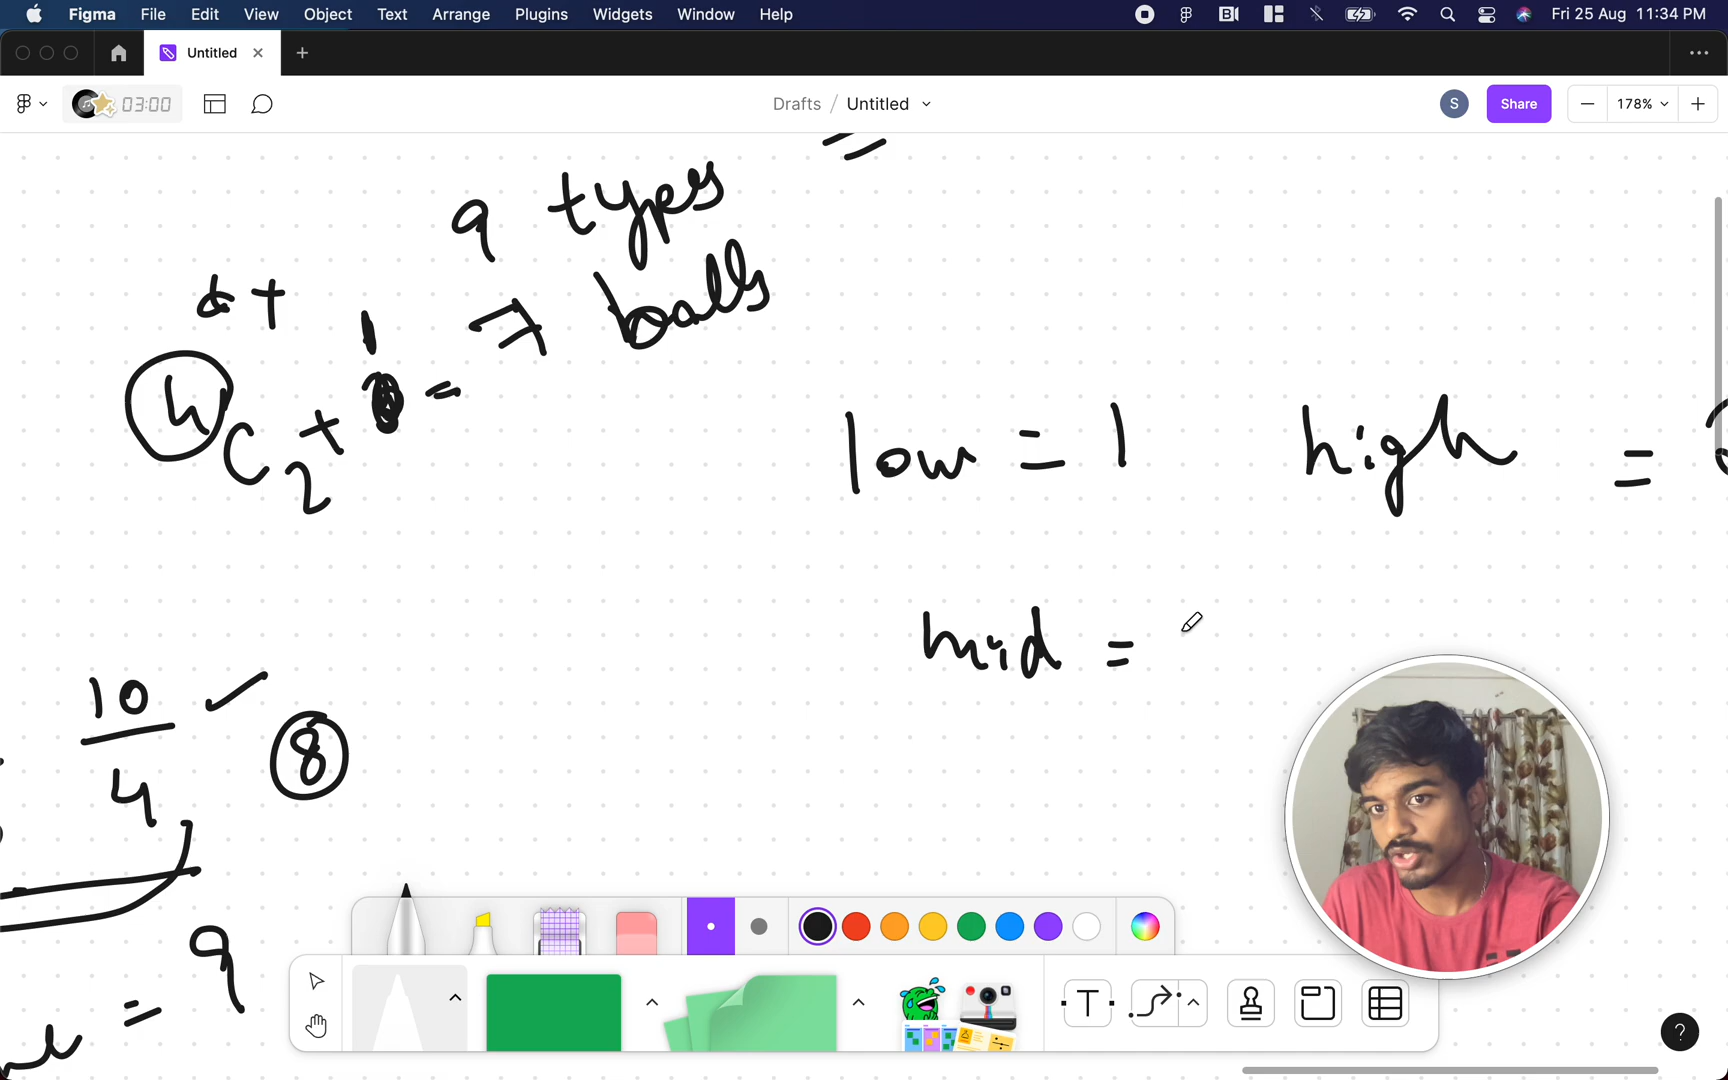 Figma File Edit View Object Text Arrange Plugins Widgets Window Help Fri 25 Aug 11:34 PM
Untitled
03:00 Drafts / Untitled S Share 178%
9 types
7 balls
1
4C2 + =
low = 1 high =
mid =
10
4
8
= 9
T
?